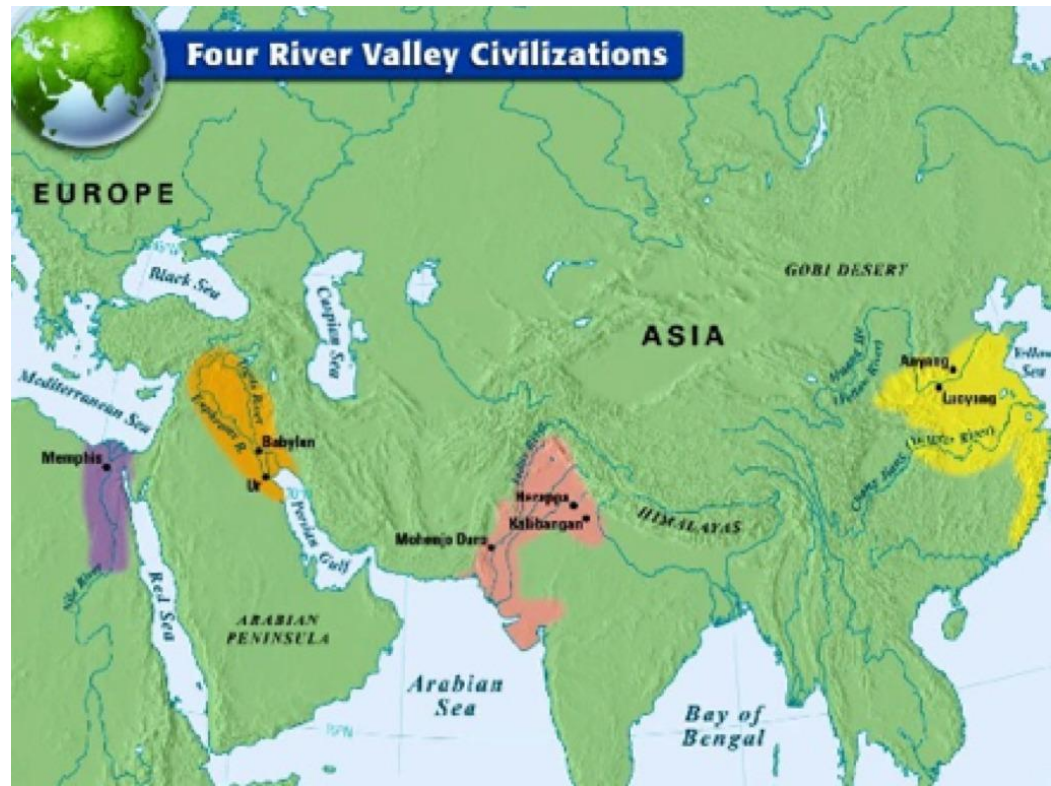 Four River Valley Civilizations
EUROPE
Black Sea
Caspian Sea
GOBI DESERT
ASIA
Huang He
(Yellow River)
Anyang
Yellow
Sea
Luoyang
Mediterranean Sea
Tigris River
Euphrates R.
Babylon
Memphis
Ur
Chang Jiang (Yangtze River)
Indus River
Harappa
Kalibangan
HIMALAYAS
Persian Gulf
Mohenjo Daro
Nile River
Red Sea
ARABIAN
PENINSULA
Arabian
Sea
Bay of
Bengal
15°N